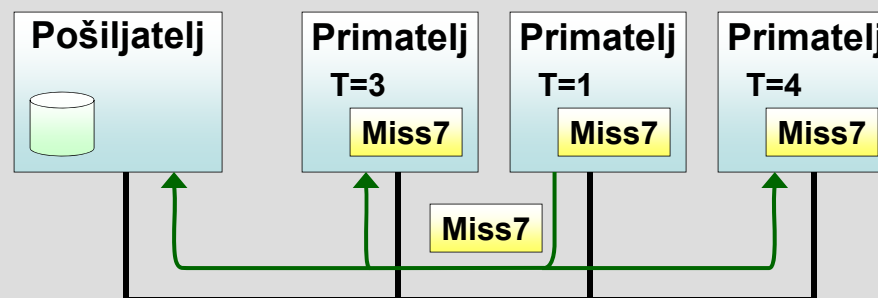 Pošiljatelj
Primatelj
T=3
Miss7
Primatelj
T=1
Miss7
Primatelj
T=4
Miss7
Miss7